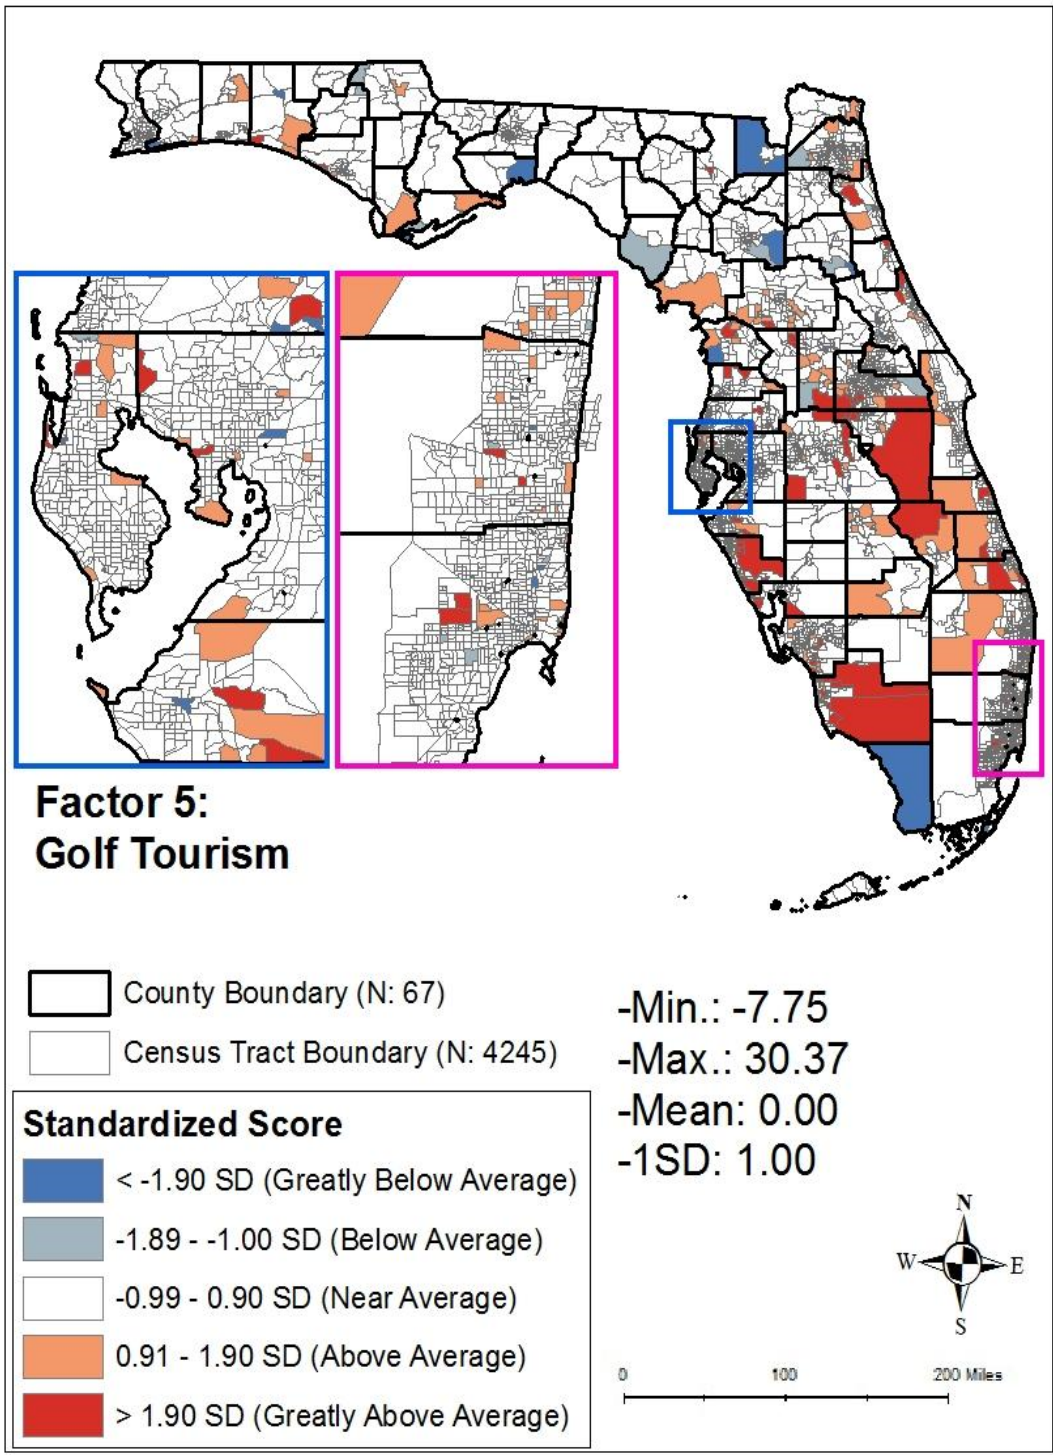 Factor 5:
Golf Tourism
County Boundary (N: 67)
Census Tract Boundary (N: 4245)
-Min.: -7.75
-Max.: 30.37
-Mean: 0.00
-1SD: 1.00
Standardized Score
< -1.90 SD (Greatly Below Average)
-1.89 - -1.00 SD (Below Average)
-0.99 - 0.90 SD (Near Average)
0.91 - 1.90 SD (Above Average)
> 1.90 SD (Greatly Above Average)
N
W E
S
0 100 200 Miles